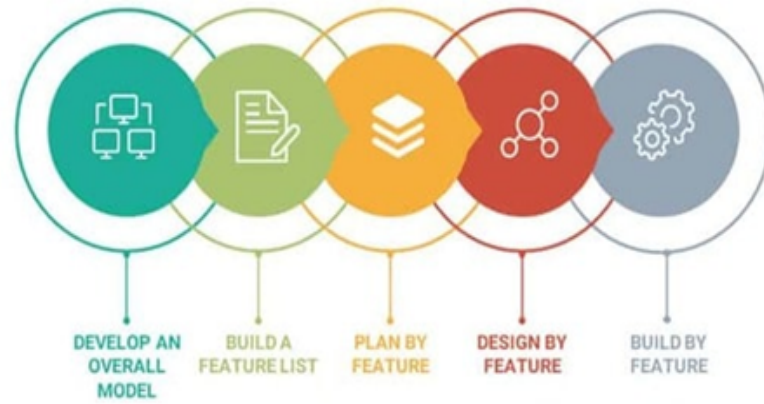 DEVELOP AN
OVERALL
MODEL
BUILD A
FEATURE LIST
PLAN BY
FEATURE
DESIGN BY
FEATURE
BUILD BY
FEATURE